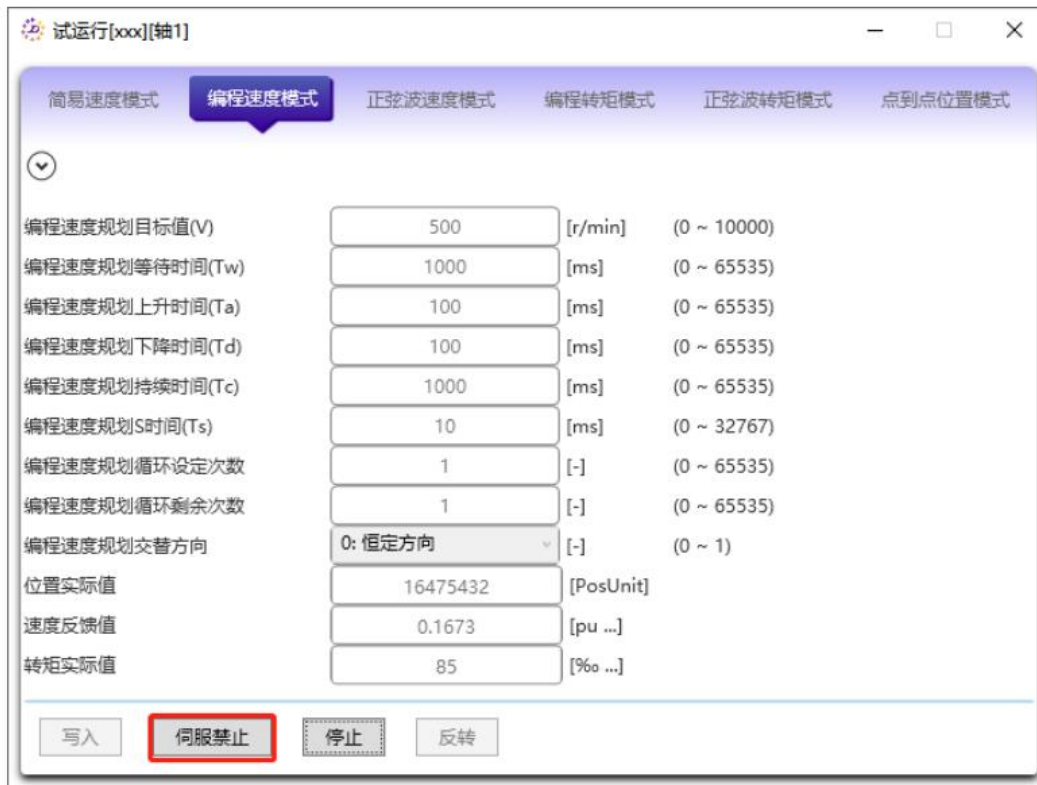 试运行[xxx][轴1]
简易速度模式 编程速度模式 正弦波速度模式 编程转矩模式 正弦波转矩模式 点到点位置模式
编程速度规划目标值(V) 500 [r/min] (0 ~ 10000)
编程速度规划等待时间(Tw) 1000 [ms] (0 ~ 65535)
编程速度规划上升时间(Ta) 100 [ms] (0 ~ 65535)
编程速度规划下降时间(Td) 100 [ms] (0 ~ 65535)
编程速度规划持续时间(Tc) 1000 [ms] (0 ~ 65535)
编程速度规划S时间(Ts) 10 [ms] (0 ~ 32767)
编程速度规划循环设定次数 1 [-] (0 ~ 65535)
编程速度规划循环剩余次数 1 [-] (0 ~ 65535)
编程速度规划交替方向 0: 恒定方向 [-] (0 ~ 1)
位置实际值 16475432 [PosUnit]
速度反馈值 0.1673 [pu ...]
转矩实际值 85 [‰ ...]
写入 伺服禁止 停止 反转